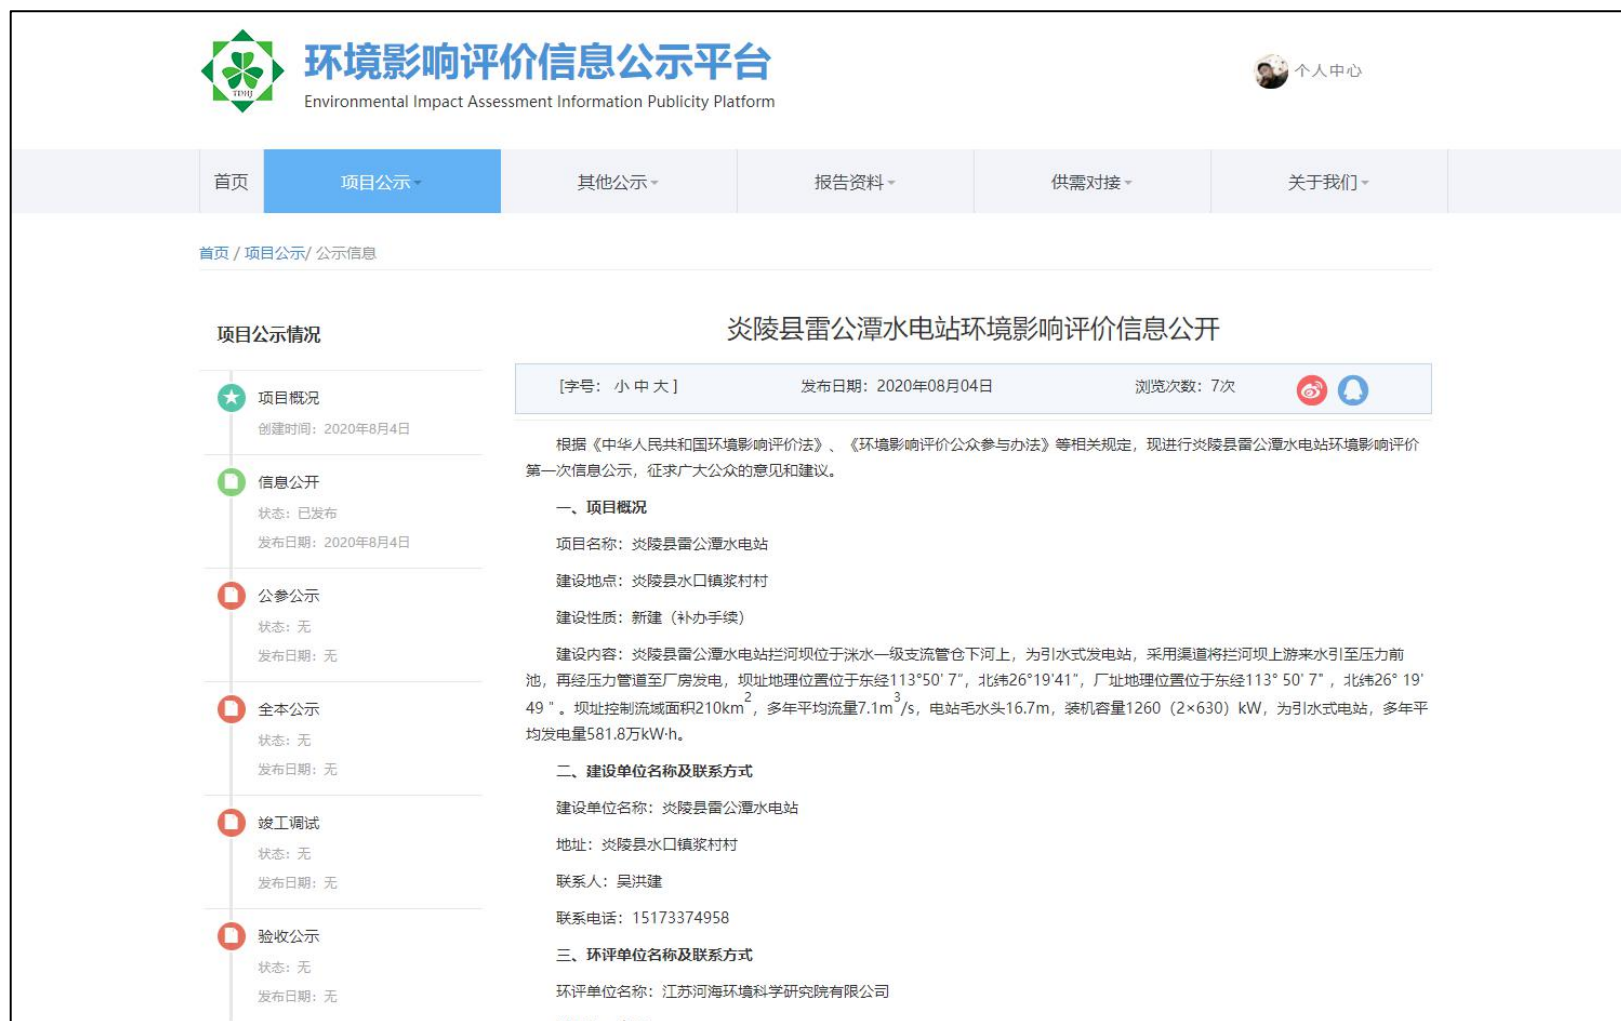 TDHJ
环境影响评价信息公示平台
Environmental Impact Assessment Information Publicity Platform
个人中心
首页
项目公示
其他公示
报告资料
供需对接
关于我们
首页 / 项目公示/ 公示信息
项目公示情况
项目概况
创建时间：2020年8月4日
信息公开
状态：已发布
发布日期：2020年8月4日
公参公示
状态：无
发布日期：无
全本公示
状态：无
发布日期：无
竣工调试
状态：无
发布日期：无
验收公示
状态：无
发布日期：无
炎陵县雷公潭水电站环境影响评价信息公开
[字号： 小 中 大 ]
发布日期：2020年08月04日
浏览次数：7次
根据《中华人民共和国环境影响评价法》、《环境影响评价公众参与办法》等相关规定，现进行炎陵县雷公潭水电站环境影响评价
第一次信息公示，征求广大公众的意见和建议。
一、项目概况
项目名称：炎陵县雷公潭水电站
建设地点：炎陵县水口镇浆村村
建设性质：新建（补办手续）
建设内容：炎陵县雷公潭水电站拦河坝位于洣水一级支流管仓下河上，为引水式发电站，采用渠道将拦河坝上游来水引至压力前
池，再经压力管道至厂房发电，坝址地理位置位于东经113°50′ 7″，北纬26°19′41″，厂址地理位置位于东经113° 50′ 7″ ，北纬26° 19′
49 ″ 。坝址控制流域面积210km²，多年平均流量7.1m³/s，电站毛水头16.7m，装机容量1260（2×630）kW，为引水式电站，多年平
均发电量581.8万kW·h。
二、建设单位名称及联系方式
建设单位名称：炎陵县雷公潭水电站
地址：炎陵县水口镇浆村村
联系人：吴洪建
联系电话：15173374958
三、环评单位名称及联系方式
环评单位名称：江苏河海环境科学研究院有限公司